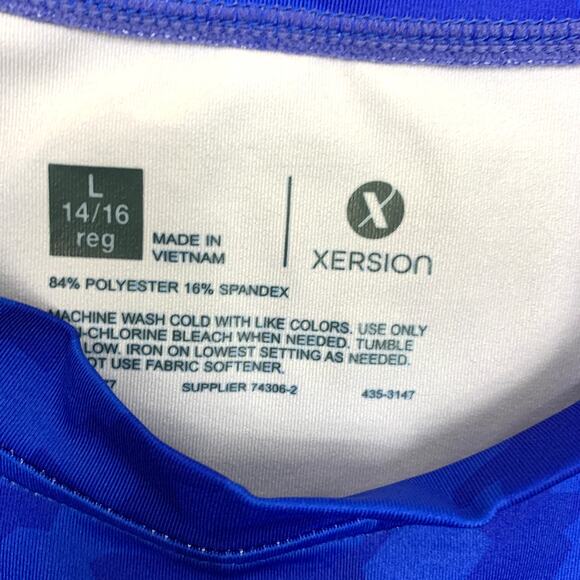 L
14/16
reg
MADE IN
VIETNAM
XERSION
84% POLYESTER 16% SPANDEX
MACHINE WASH COLD WITH LIKE COLORS. USE ONLY
-CHLORINE BLEACH WHEN NEEDED. TUMBLE
LOW. IRON ON LOWEST SETTING AS NEEDED.
USE FABRIC SOFTENER.
SUPPLIER 74306-2 435-3147